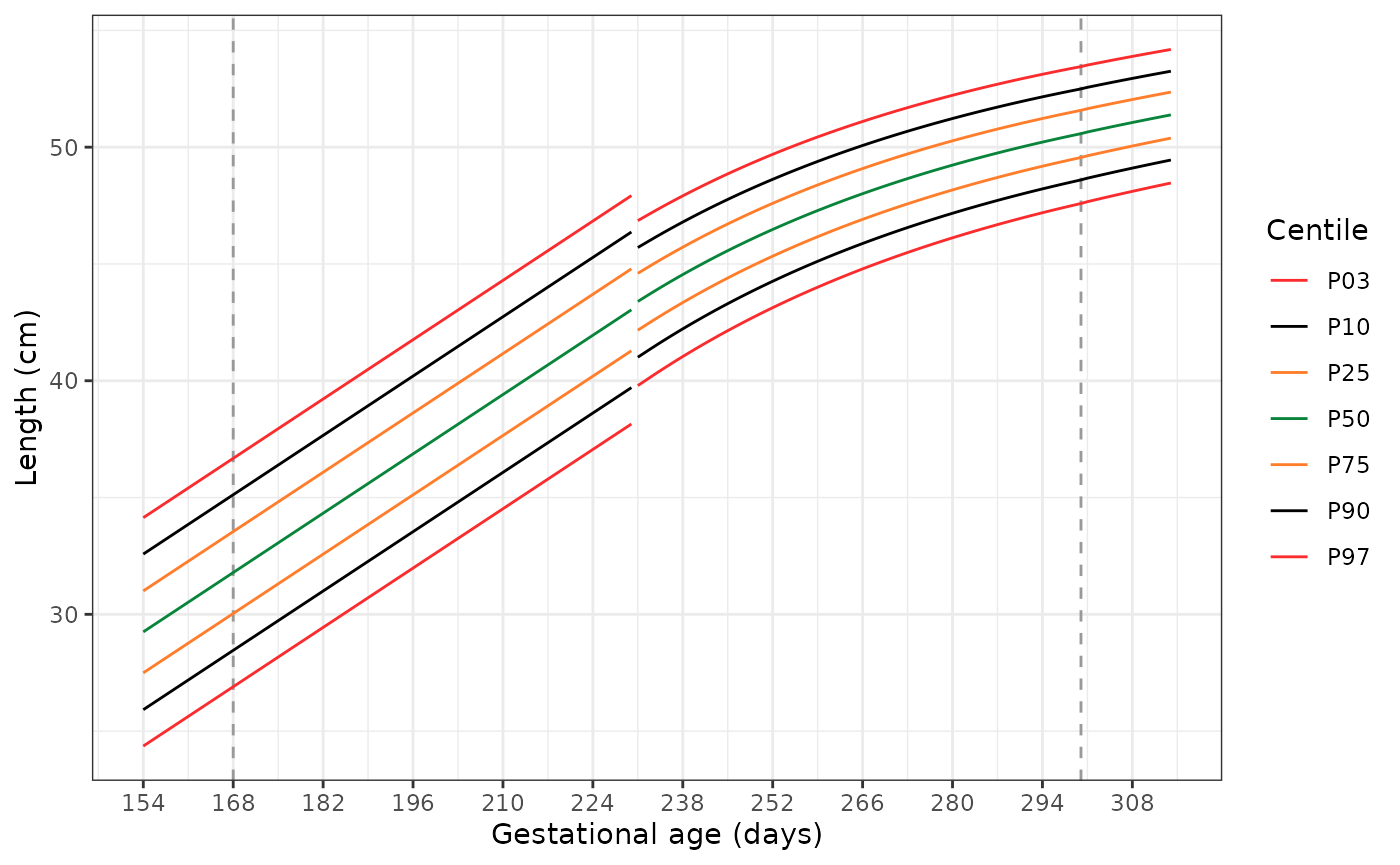 Length (cm)
50
40
30
154 168 182 196 210 224 238 252 266 280 294 308
Gestational age (days)
Centile
P03
P10
P25
P50
P75
P90
P97